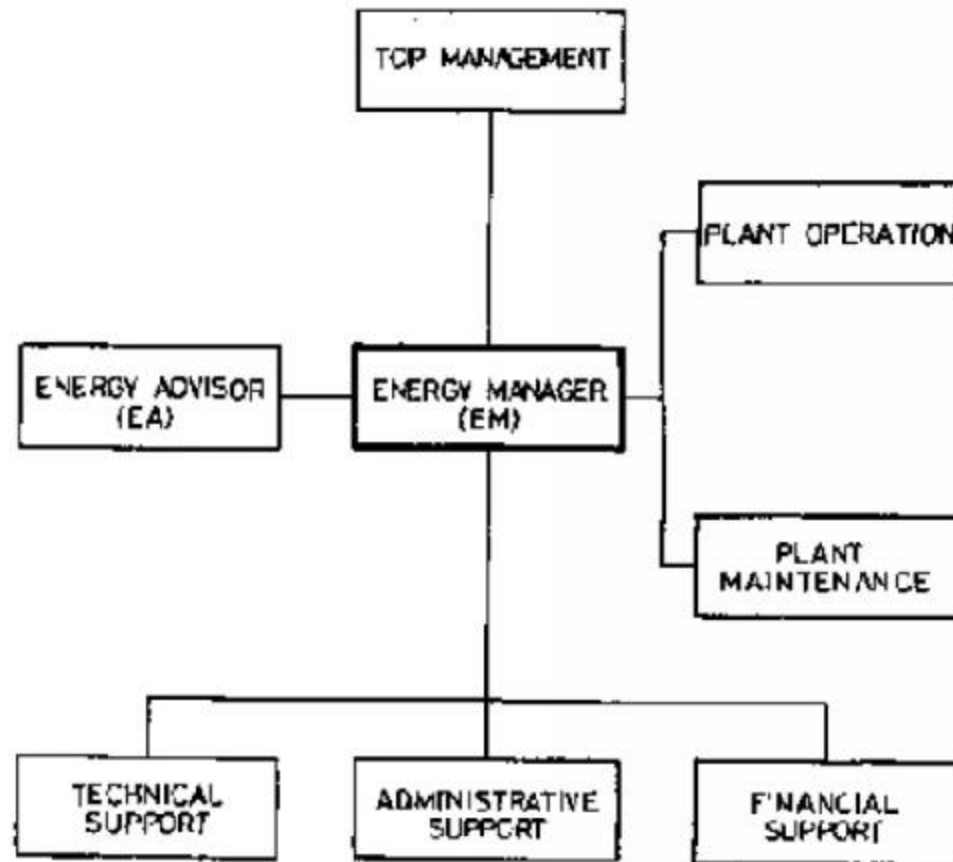 TOP MANAGEMENT
PLANT OPERATION
ENERGY ADVISOR
(EA)
ENERGY MANAGER
(EM)
PLANT
MAINTENANCE
TECHNICAL
SUPPORT
ADMINISTRATIVE
SUPPORT
FINANCIAL
SUPPORT